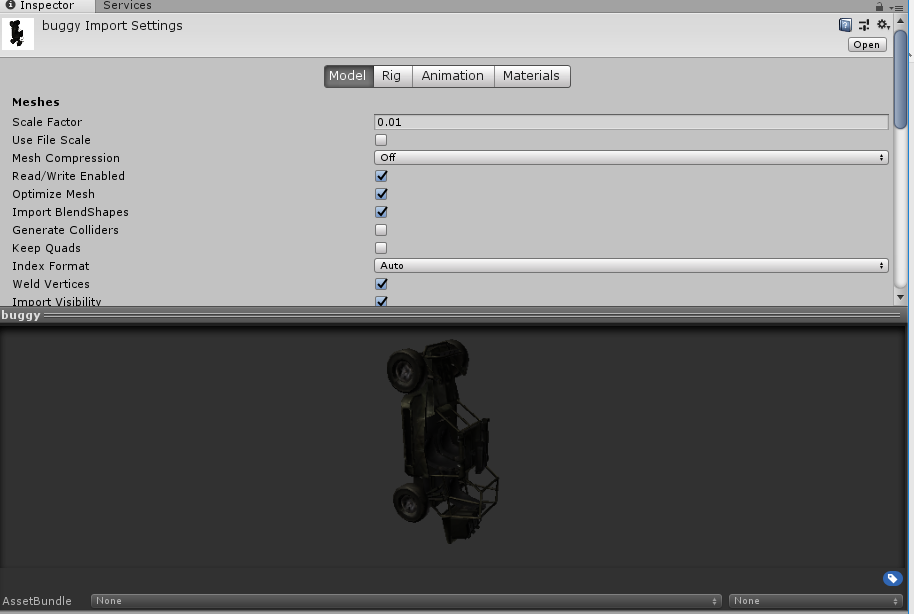 Inspector Services
buggy Import Settings
Open
Model Rig Animation Materials
Meshes
Scale Factor 0.01
Use File Scale
Mesh Compression Off
Read/Write Enabled
Optimize Mesh
Import BlendShapes
Generate Colliders
Keep Quads
Index Format Auto
Weld Vertices
Import Visibility
buggy
AssetBundle None None